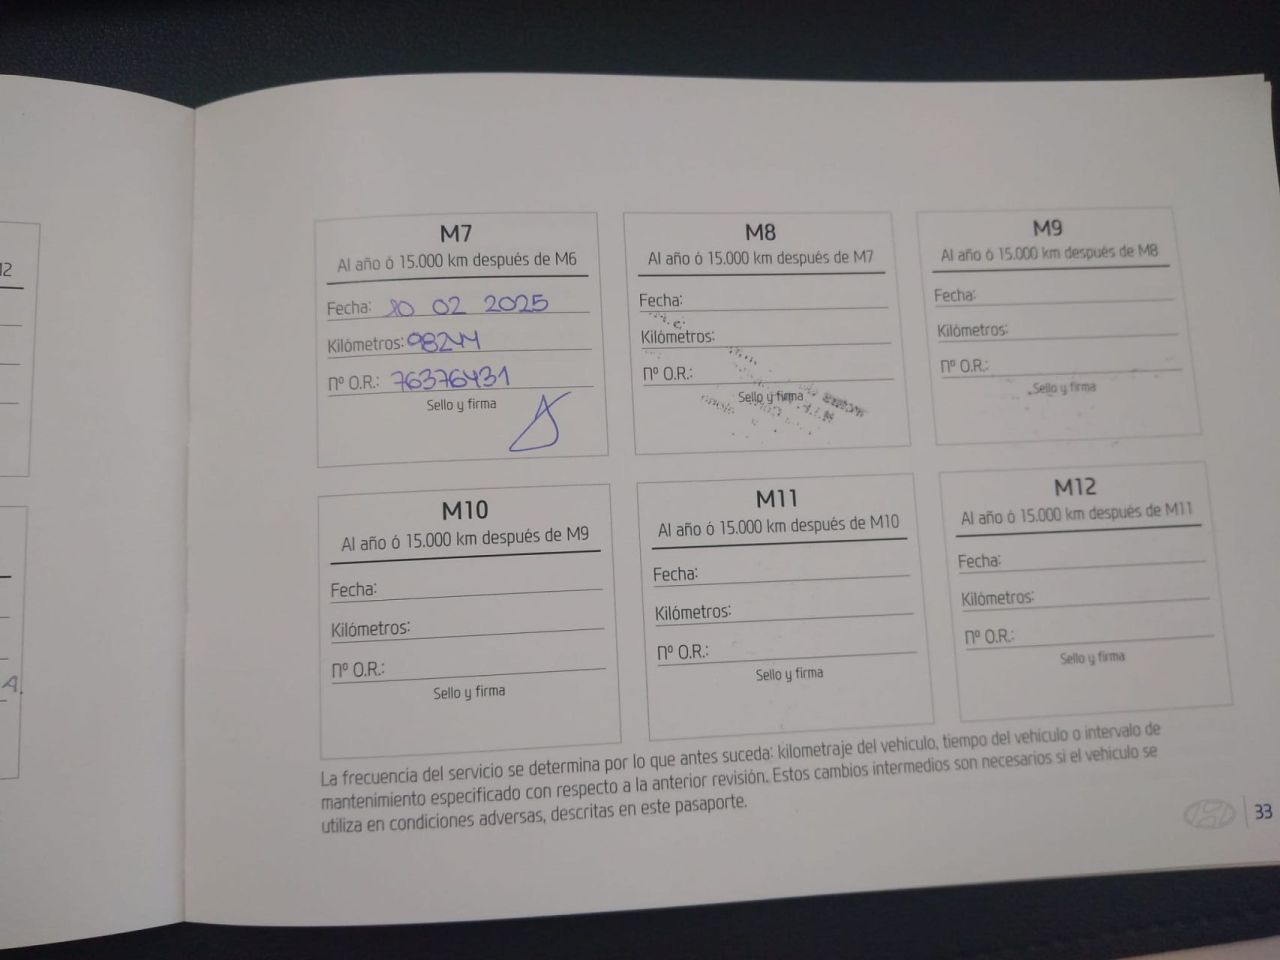 12
A
M7
Al año ó 15.000 km después de M6
Fecha: 10 02 2025
Kilómetros: 98244
Nº O.R.: 76376431
Sello y firma
M8
Al año ó 15.000 km después de M7
Fecha:
Kilómetros:
Nº O.R.:
Sello y firma
M9
Al año ó 15.000 km después de M8
Fecha:
Kilómetros:
Nº O.R.:
Sello y firma
M10
Al año ó 15.000 km después de M9
Fecha:
Kilómetros:
Nº O.R.:
Sello y firma
M11
Al año ó 15.000 km después de M10
Fecha:
Kilómetros:
Nº O.R.:
Sello y firma
M12
Al año ó 15.000 km después de M11
Fecha:
Kilómetros:
Nº O.R.:
Sello y firma
La frecuencia del servicio se determina por lo que antes suceda: kilometraje del vehículo, tiempo del vehículo o intervalo de
mantenimiento especificado con respecto a la anterior revisión. Estos cambios intermedios son necesarios si el vehículo se
utiliza en condiciones adversas, descritas en este pasaporte.
33